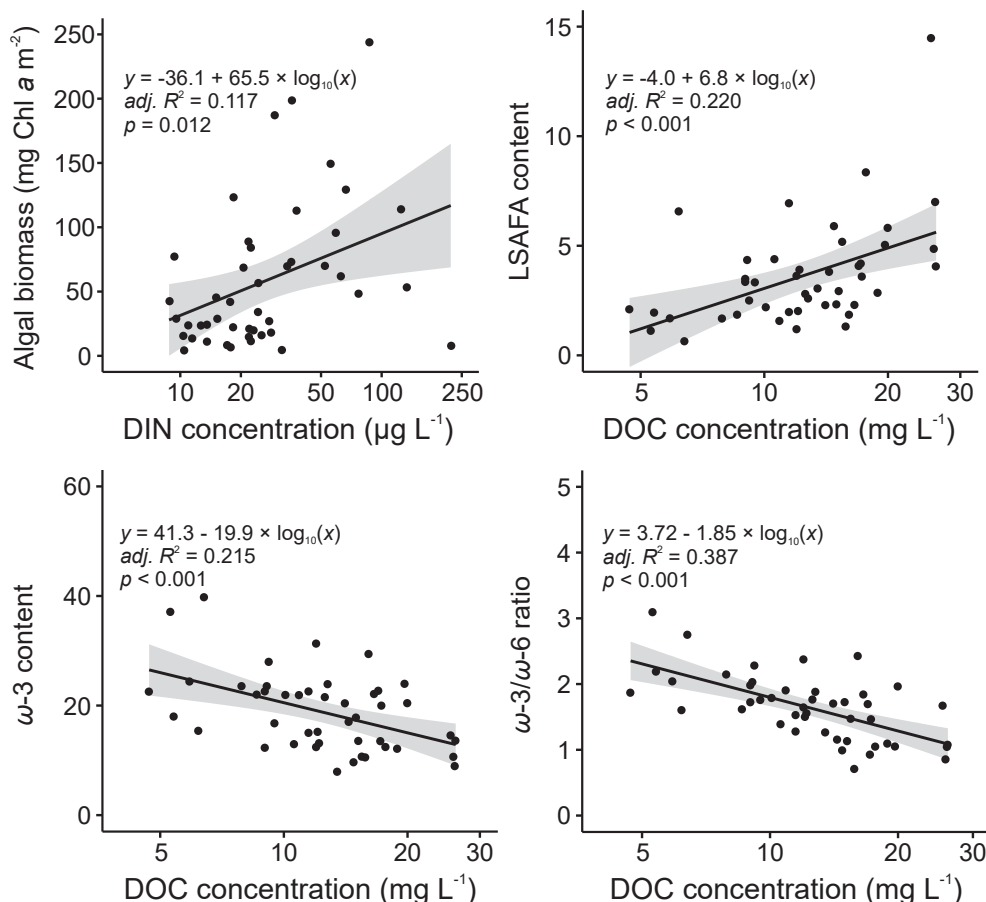 Algal biomass (mg Chl a m⁻²)
250
200
150
100
50
0
y = -36.1 + 65.5 × log₁₀(x)
adj. R² = 0.117
p = 0.012
10 20 50 100 250
DIN concentration (µg L⁻¹)
LSAFA content
15
10
5
0
y = -4.0 + 6.8 × log₁₀(x)
adj. R² = 0.220
p < 0.001
5 10 20 30
DOC concentration (mg L⁻¹)
ω-3 content
60
40
20
0
y = 41.3 - 19.9 × log₁₀(x)
adj. R² = 0.215
p < 0.001
5 10 20 30
DOC concentration (mg L⁻¹)
ω-3/ω-6 ratio
5
4
3
2
1
0
y = 3.72 - 1.85 × log₁₀(x)
adj. R² = 0.387
p < 0.001
5 10 20 30
DOC concentration (mg L⁻¹)